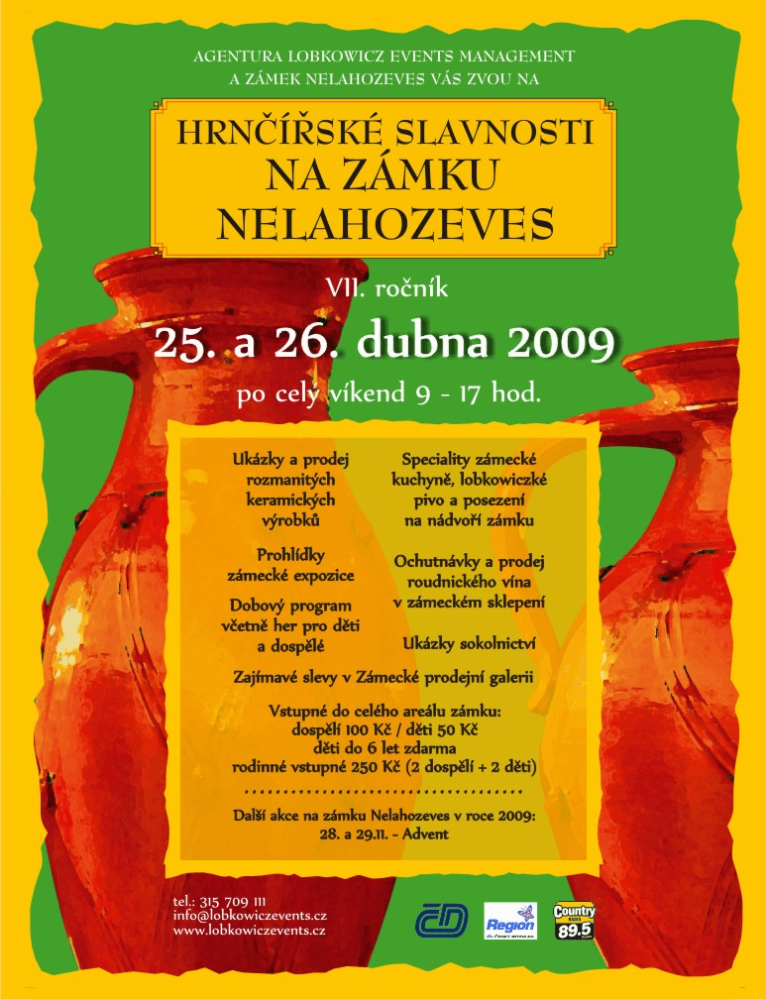 AGENTURA LOBKOWICZ EVENTS MANAGEMENT
A ZÁMEK NELAHOZEVES VÁS ZVOU NA
HRNČÍŘSKÉ SLAVNOSTI
NA ZÁMKU
NELAHOZEVES
VII. ročník
25. a 26. dubna 2009
po celý víkend 9 - 17 hod.
Ukázky a prodej
rozmanitých
keramických
výrobků
Prohlídky
zámecké expozice
Dobový program
včetně her pro děti
a dospělé
Speciality zámecké
kuchyně, lobkowiczké
pivo a posezení
na nádvoří zámku
Ochutnávky a prodej
roudnického vína
v zámeckém sklepení
Ukázky sokolnictví
Zajímavé slevy v Zámecké prodejní galerii
Vstupné do celého areálu zámku:
dospělí 100 Kč / děti 50 Kč
děti do 6 let zdarma
rodinné vstupné 250 Kč (2 dospělí + 2 děti)
Další akce na zámku Nelahozeves v roce 2009:
28. a 29.11. - Advent
tel.: 315 709 111
info@lobkowiczevents.cz
www.lobkowiczevents.cz
ČD
Region
Country
RADIO
89.5